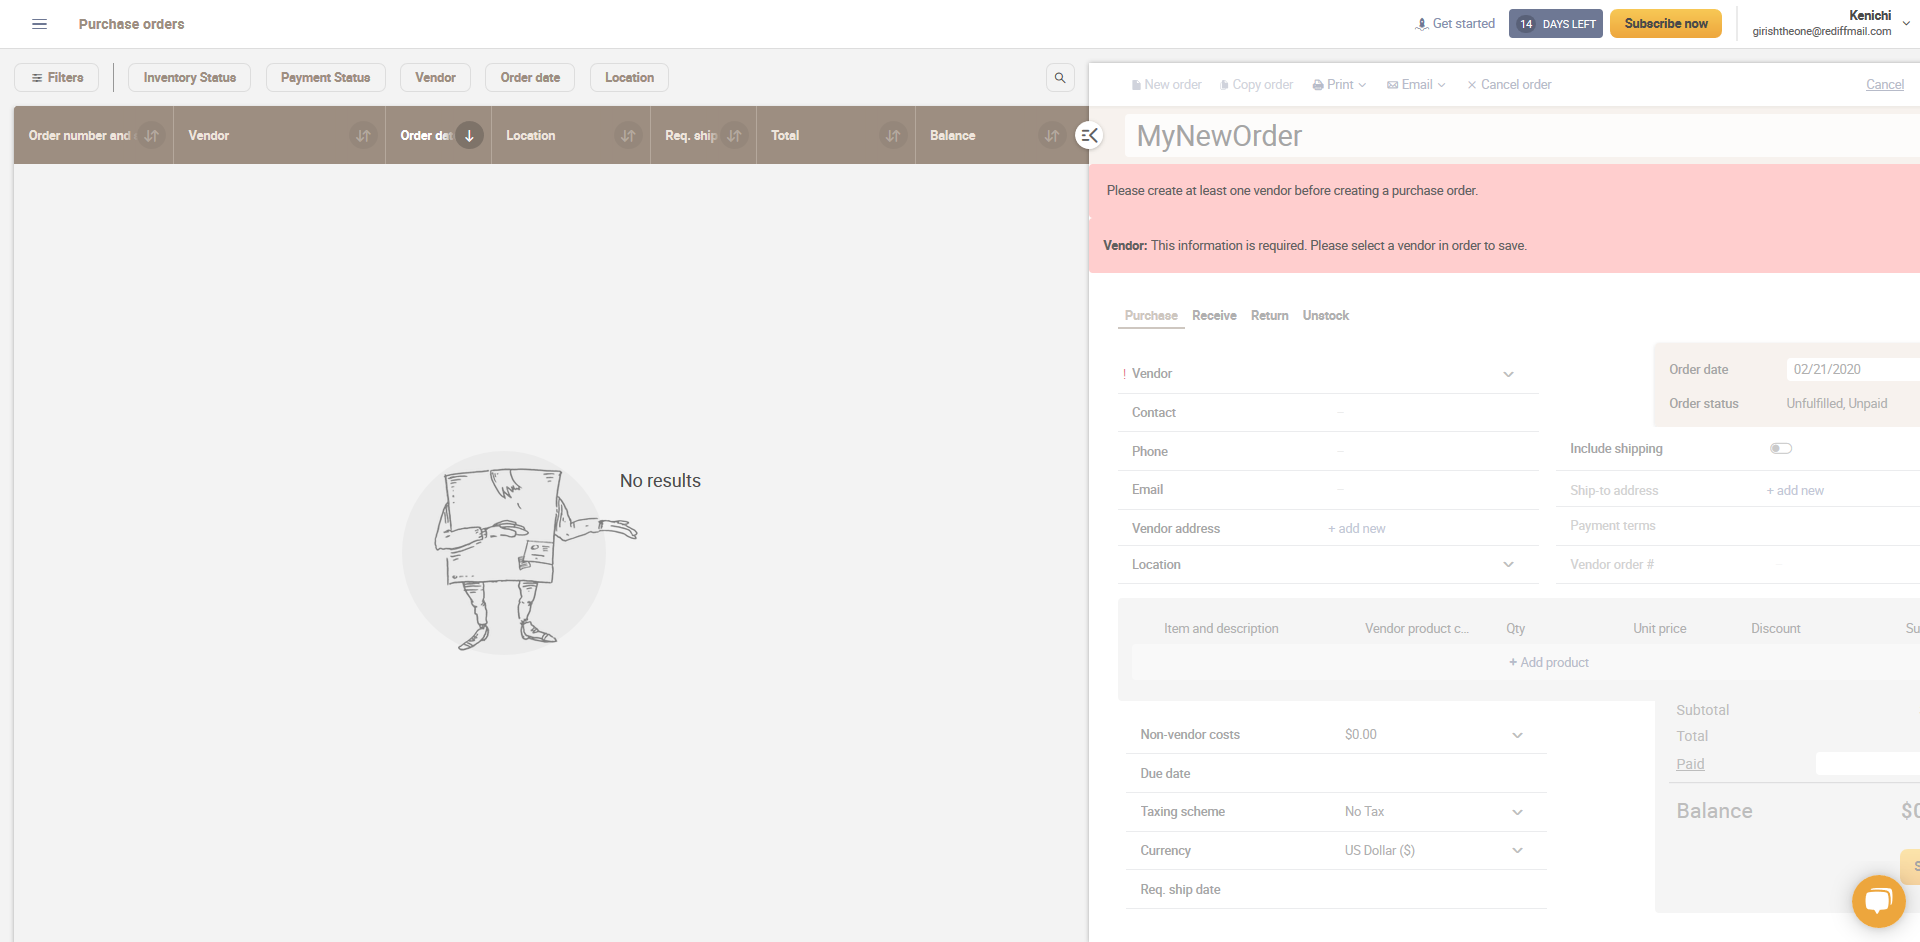 Purchase orders
Get started
14 DAYS LEFT
Subscribe now
Kenichi
girishtheone@rediffmail.com
Filters
Inventory Status
Payment Status
Vendor
Order date
Location
New order
Copy order
Print
Email
Cancel order
Cancel
Order number and
Vendor
Order dat
Location
Req. ship
Total
Balance
MyNewOrder
Please create at least one vendor before creating a purchase order.
Vendor: This information is required. Please select a vendor in order to save.
Purchase
Receive
Return
Unstock
Vendor
Contact
Phone
Email
Vendor address + add new
Location
Order date 02/21/2020
Order status Unfulfilled, Unpaid
Include shipping
Ship-to address + add new
Payment terms
Vendor order #
No results
Item and description
Vendor product c...
Qty
Unit price
Discount
Su
+ Add product
Non-vendor costs $0.00
Due date
Taxing scheme No Tax
Currency US Dollar ($)
Req. ship date
Subtotal
Total
Paid
Balance